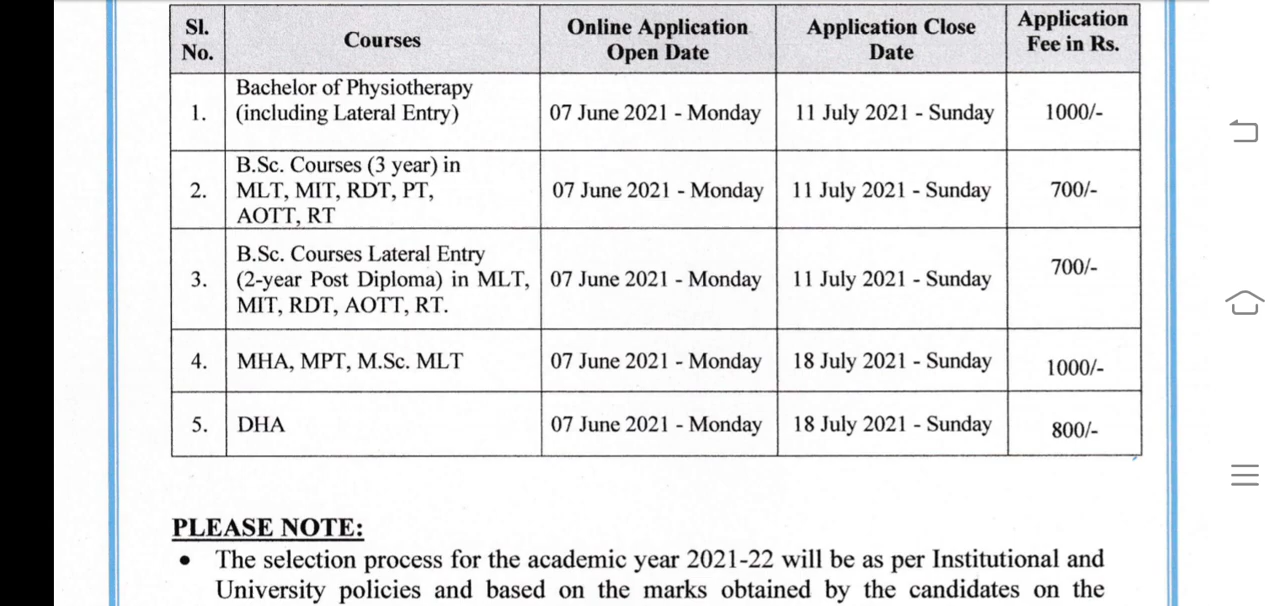 Sl. No. Courses Online Application Open Date Application Close Date Application Fee in Rs.
1. Bachelor of Physiotherapy (including Lateral Entry) 07 June 2021 - Monday 11 July 2021 - Sunday 1000/-
2. B.Sc. Courses (3 year) in MLT, MIT, RDT, PT, AOTT, RT 07 June 2021 - Monday 11 July 2021 - Sunday 700/-
3. B.Sc. Courses Lateral Entry (2-year Post Diploma) in MLT, MIT, RDT, AOTT, RT. 07 June 2021 - Monday 11 July 2021 - Sunday 700/-
4. MHA, MPT, M.Sc. MLT 07 June 2021 - Monday 18 July 2021 - Sunday 1000/-
5. DHA 07 June 2021 - Monday 18 July 2021 - Sunday 800/-
PLEASE NOTE:
• The selection process for the academic year 2021-22 will be as per Institutional and
University policies and based on the marks obtained by the candidates on the